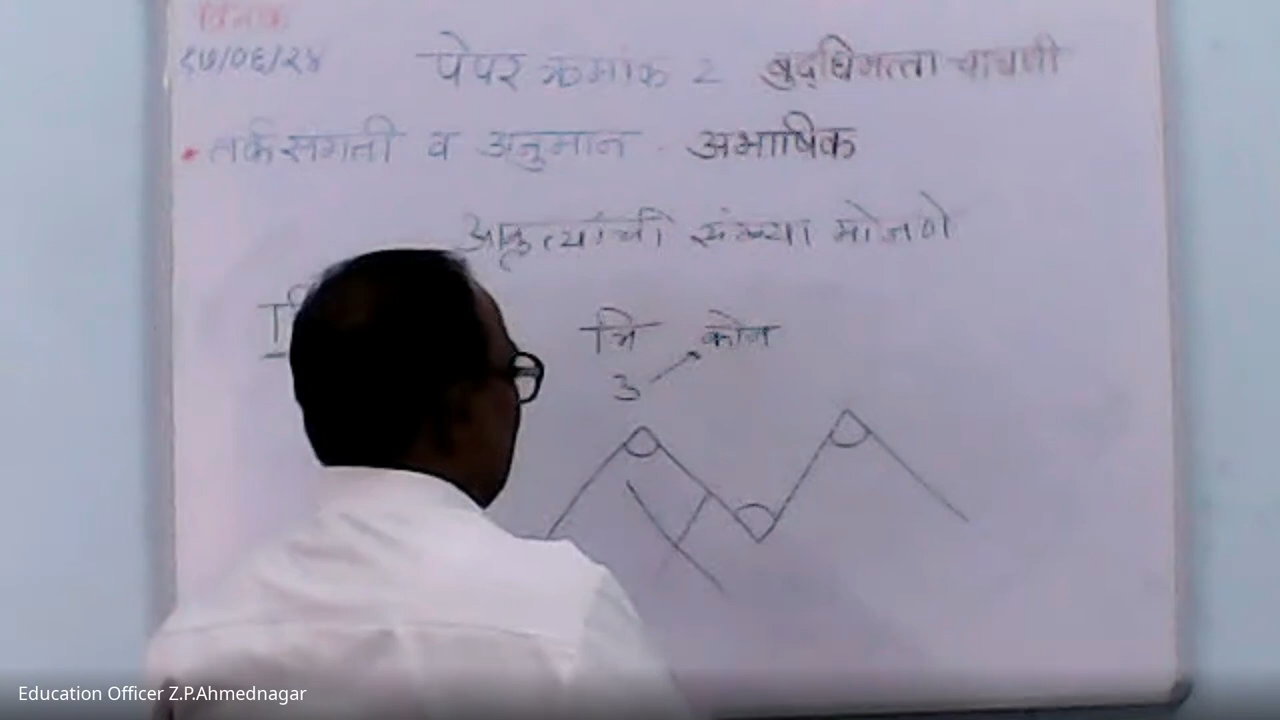 दिनांक
१७/०६/२४
पेपर क्रमांक 2 बुद्धिमत्ता चाचणी
तर्कसंगती व अनुमान अभाषिक
आकृत्यांची संख्या मोजणे
त्रि कोन
3
Education Officer Z.P.Ahmednagar